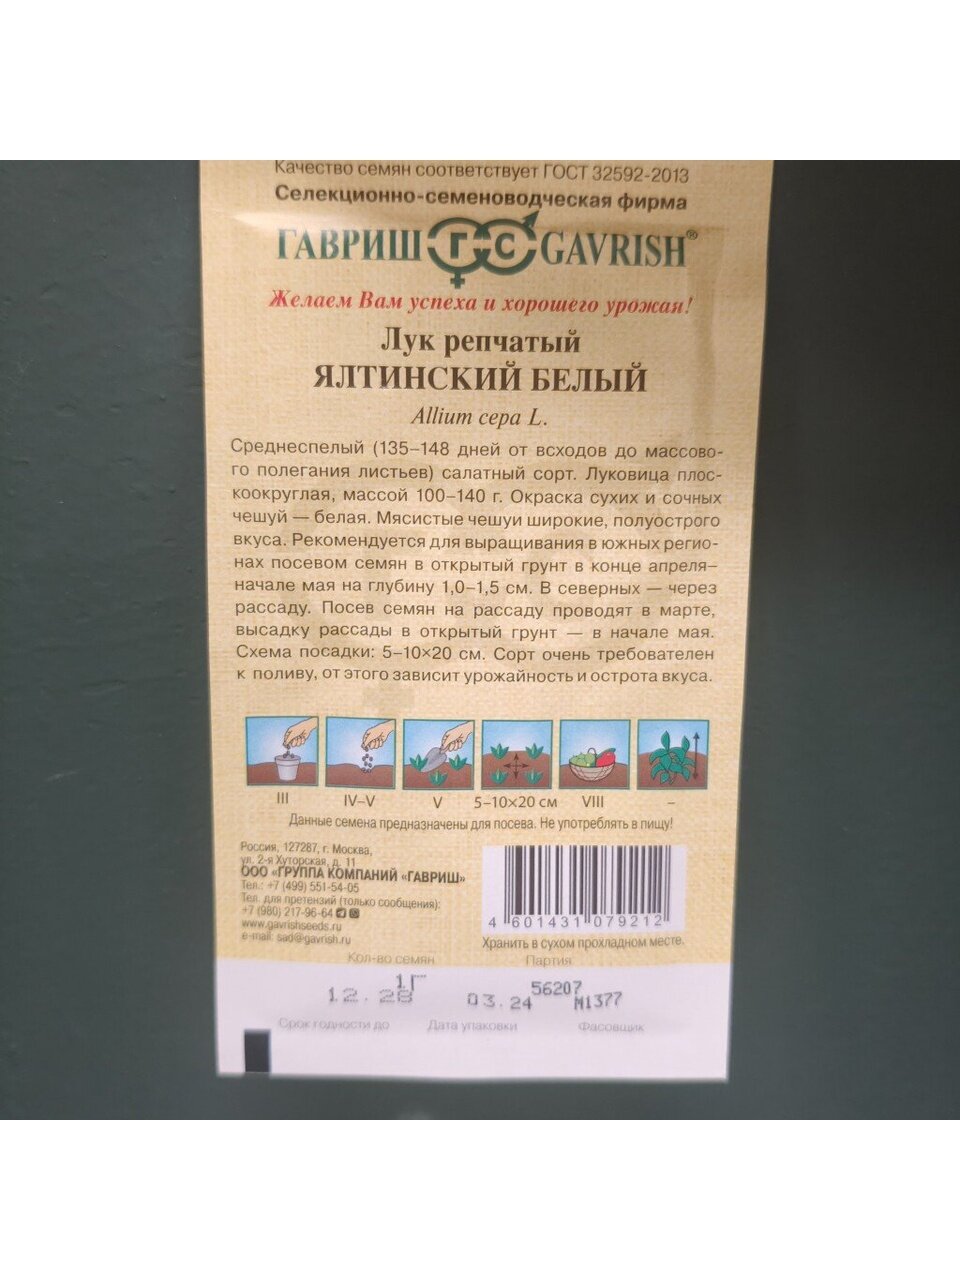 Качество семян соответствует ГОСТ 32592-2013
Селекционно-семеноводческая фирма
ГАВРИШ ГС GAVRISH®
Желаем Вам успеха и хорошего урожая!
Лук репчатый
ЯЛТИНСКИЙ БЕЛЫЙ
Allium cepa L.
Среднеспелый (135–148 дней от всходов до массово-
го полегания листьев) салатный сорт. Луковица плос-
коокруглая, массой 100–140 г. Окраска сухих и сочных
чешуй — белая. Мясистые чешуи широкие, полуострого
вкуса. Рекомендуется для выращивания в южных регио-
нах посевом семян в открытый грунт в конце апреля–
начале мая на глубину 1,0–1,5 см. В северных — через
рассаду. Посев семян на рассаду проводят в марте,
высадку рассады в открытый грунт — в начале мая.
Схема посадки: 5–10×20 см. Сорт очень требователен
к поливу, от этого зависит урожайность и острота вкуса.
III IV–V V 5–10×20 см VIII –
Данные семена предназначены для посева. Не употреблять в пищу!
Россия, 127287, г. Москва,
ул. 2-я Хуторская, д. 11
ООО «ГРУППА КОМПАНИЙ «ГАВРИШ»
Тел.: +7 (499) 551-54-05
Тел. для претензий (только сообщения):
+7 (980) 217-96-64
www.gavrishseeds.ru
e-mail: sad@gavrish.ru
4 601431 079212
Хранить в сухом прохладном месте.
Кол-во семян Партия
1Г 56207
12.28 03.24 М1377
Срок годности до Дата упаковки Фасовщик